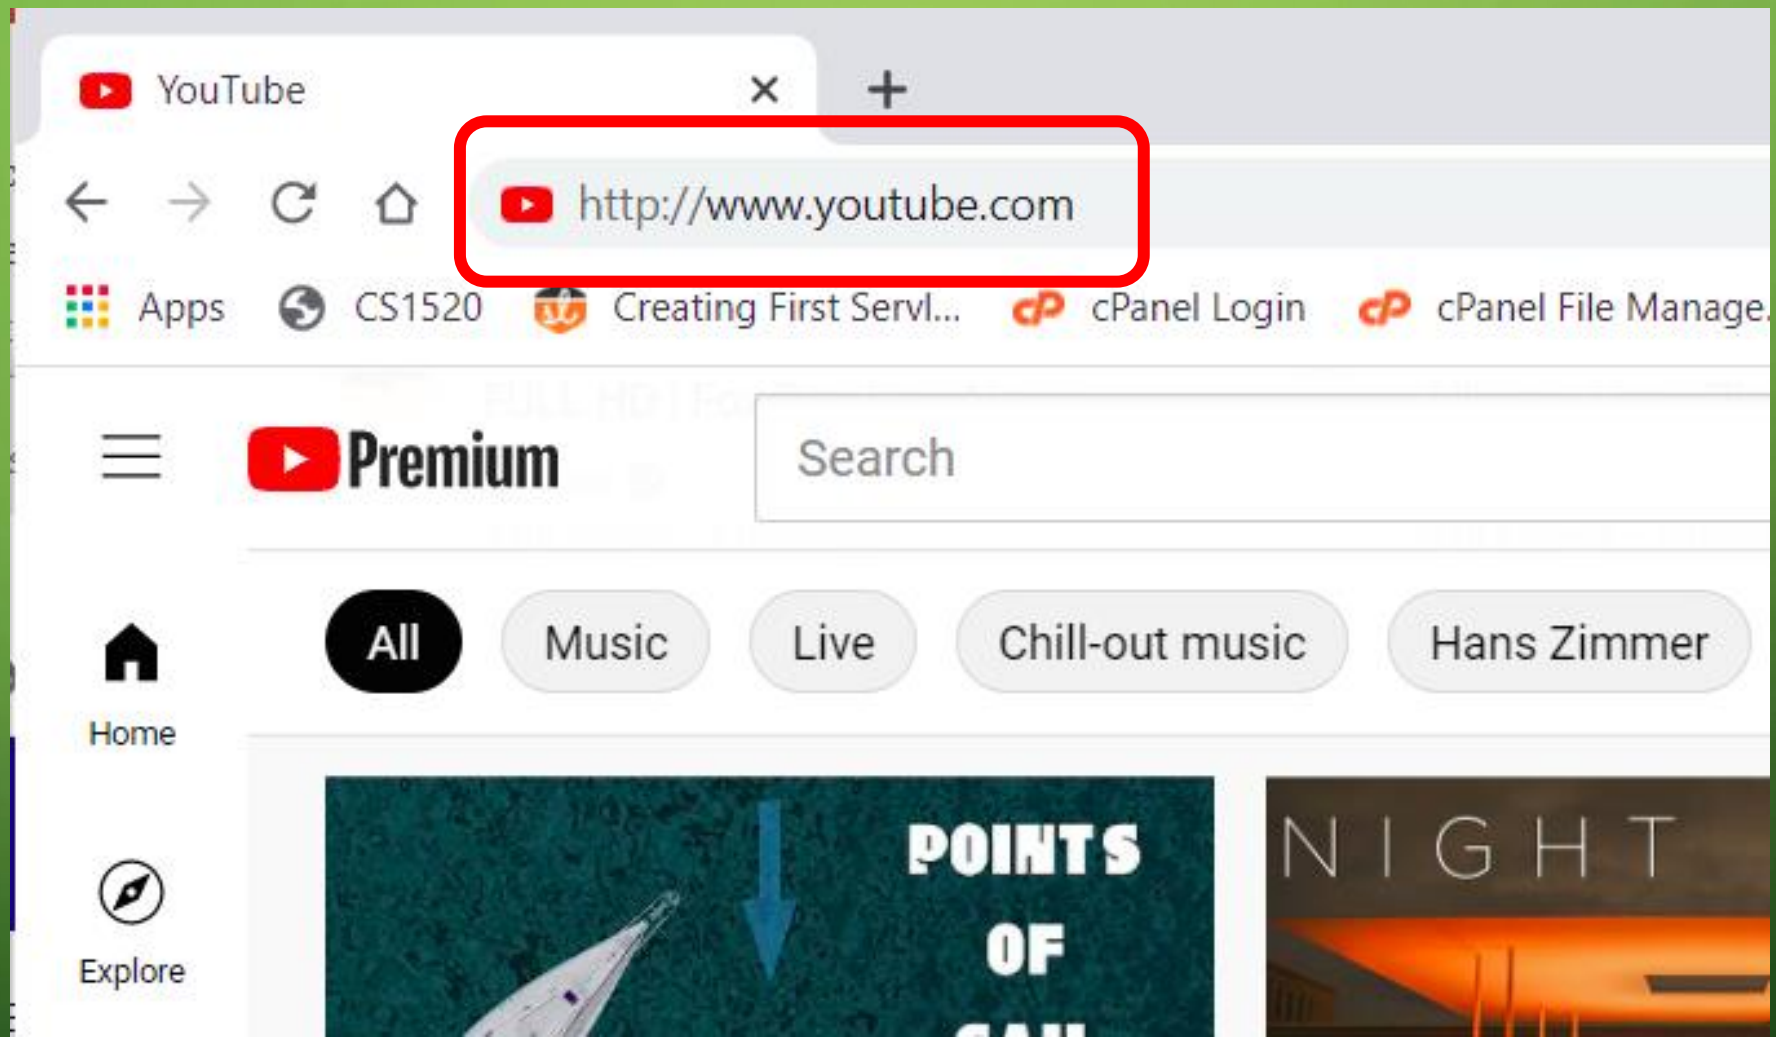 YouTube
http://www.youtube.com
Apps CS1520 Creating First Servl... cPanel Login cPanel File Manage.
Premium Search
All Music Live Chill-out music Hans Zimmer
Home
POINTS
OF
NIGHT
Explore